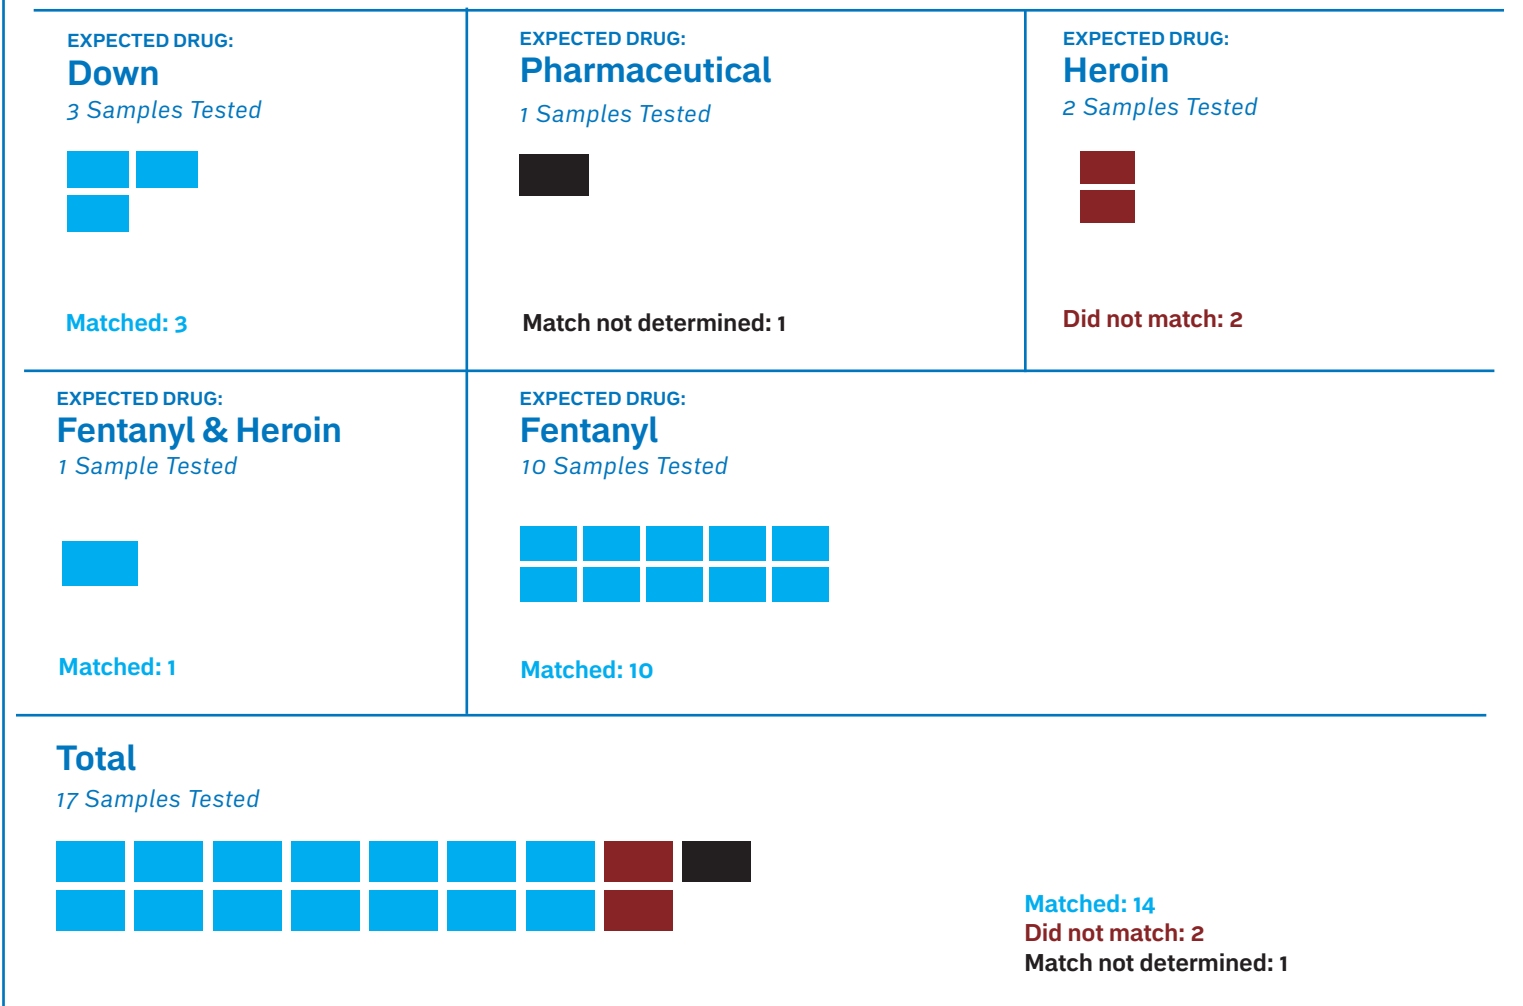 EXPECTED DRUG:
Down
3 Samples Tested
Matched: 3
EXPECTED DRUG:
Pharmaceutical
1 Samples Tested
Match not determined: 1
EXPECTED DRUG:
Heroin
2 Samples Tested
Did not match: 2
EXPECTED DRUG:
Fentanyl & Heroin
1 Sample Tested
Matched: 1
EXPECTED DRUG:
Fentanyl
10 Samples Tested
Matched: 10
Total
17 Samples Tested
Matched: 14
Did not match: 2
Match not determined: 1